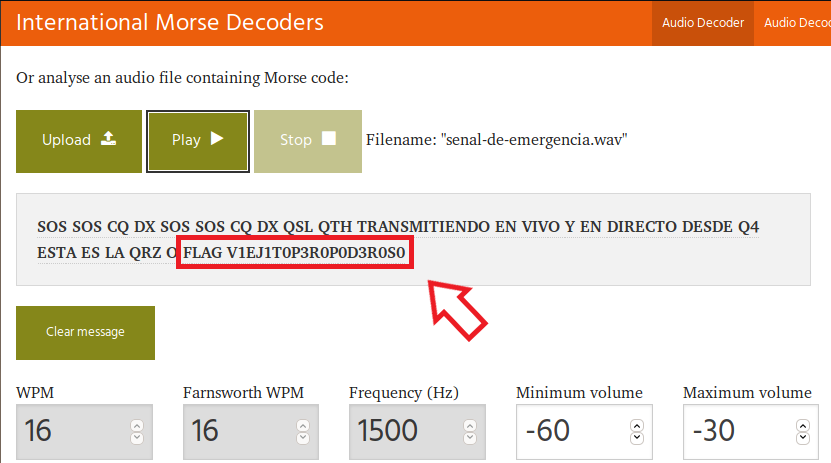 International Morse Decoders
Audio Decoder
Audio Deco
Or analyse an audio file containing Morse code:
Upload
Play
Stop
Filename: "senal-de-emergencia.wav"
SOS SOS CQ DX SOS SOS CQ DX QSL QTH TRANSMITIENDO EN VIVO Y EN DIRECTO DESDE Q4
ESTA ES LA QRZ O FLAG V1EJ1T0P3R0P0D3R0S0
Clear message
WPM
Farnsworth WPM
Frequency (Hz)
Minimum volume
Maximum volume
16
16
1500
-60
-30